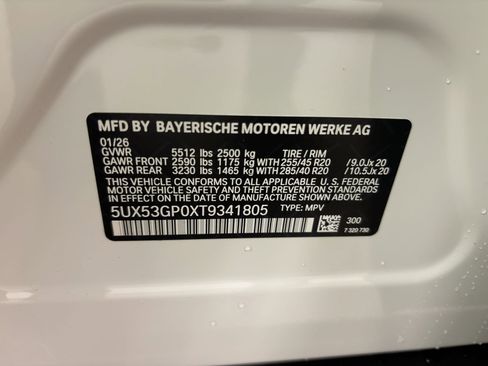 MFD BY BAYERISCHE MOTOREN WERKE AG
01/26
GVWR 5512 lbs 2500 kg TIRE / RIM
GAWR FRONT 2590 lbs 1175 kg WITH 255/45 R20 /9.0Jx 20
GAWR REAR 3230 lbs 1465 kg WITH 285/40 R20 /10.5Jx 20
THIS VEHICLE CONFORMS TO ALL APPLICABLE U. S. FEDERAL
MOTOR VEHICLE SAFETY AND THEFT PREVENTION STANDARDS
IN EFFECT ON THE DATE OF MANUFACTURE SHOWN ABOVE.
5UX53GP0XT9341805 TYPE: MPV
300
7 320 730